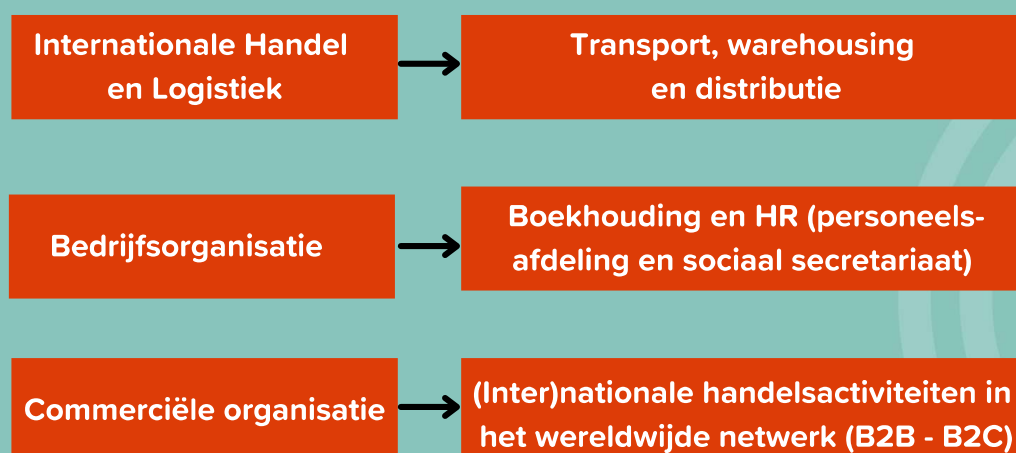 Internationale Handel
en Logistiek
Transport, warehousing
en distributie
Bedrijfsorganisatie
Boekhouding en HR (personeels-
afdeling en sociaal secretariaat)
Commerciële organisatie
(Inter)nationale handelsactiviteiten in
het wereldwijde netwerk (B2B - B2C)